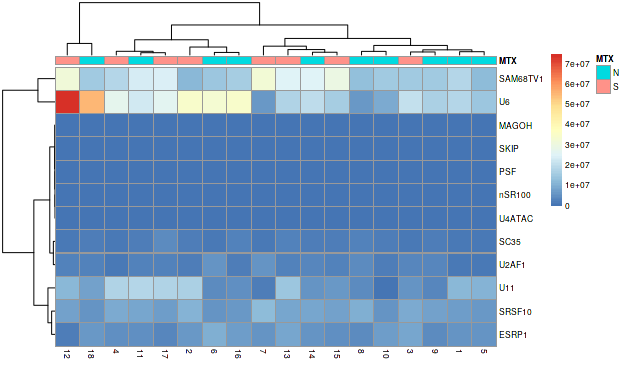 MTX
SAM68TV1
U6
MAGOH
SKIP
PSF
nSR100
U4ATAC
SC35
U2AF1
U11
SRSF10
ESRP1
12 18 4 11 17 2 6 16 7 13 14 15 8 10 3 9 1 5
7e+07
6e+07
5e+07
4e+07
3e+07
2e+07
1e+07
0
MTX
N
S